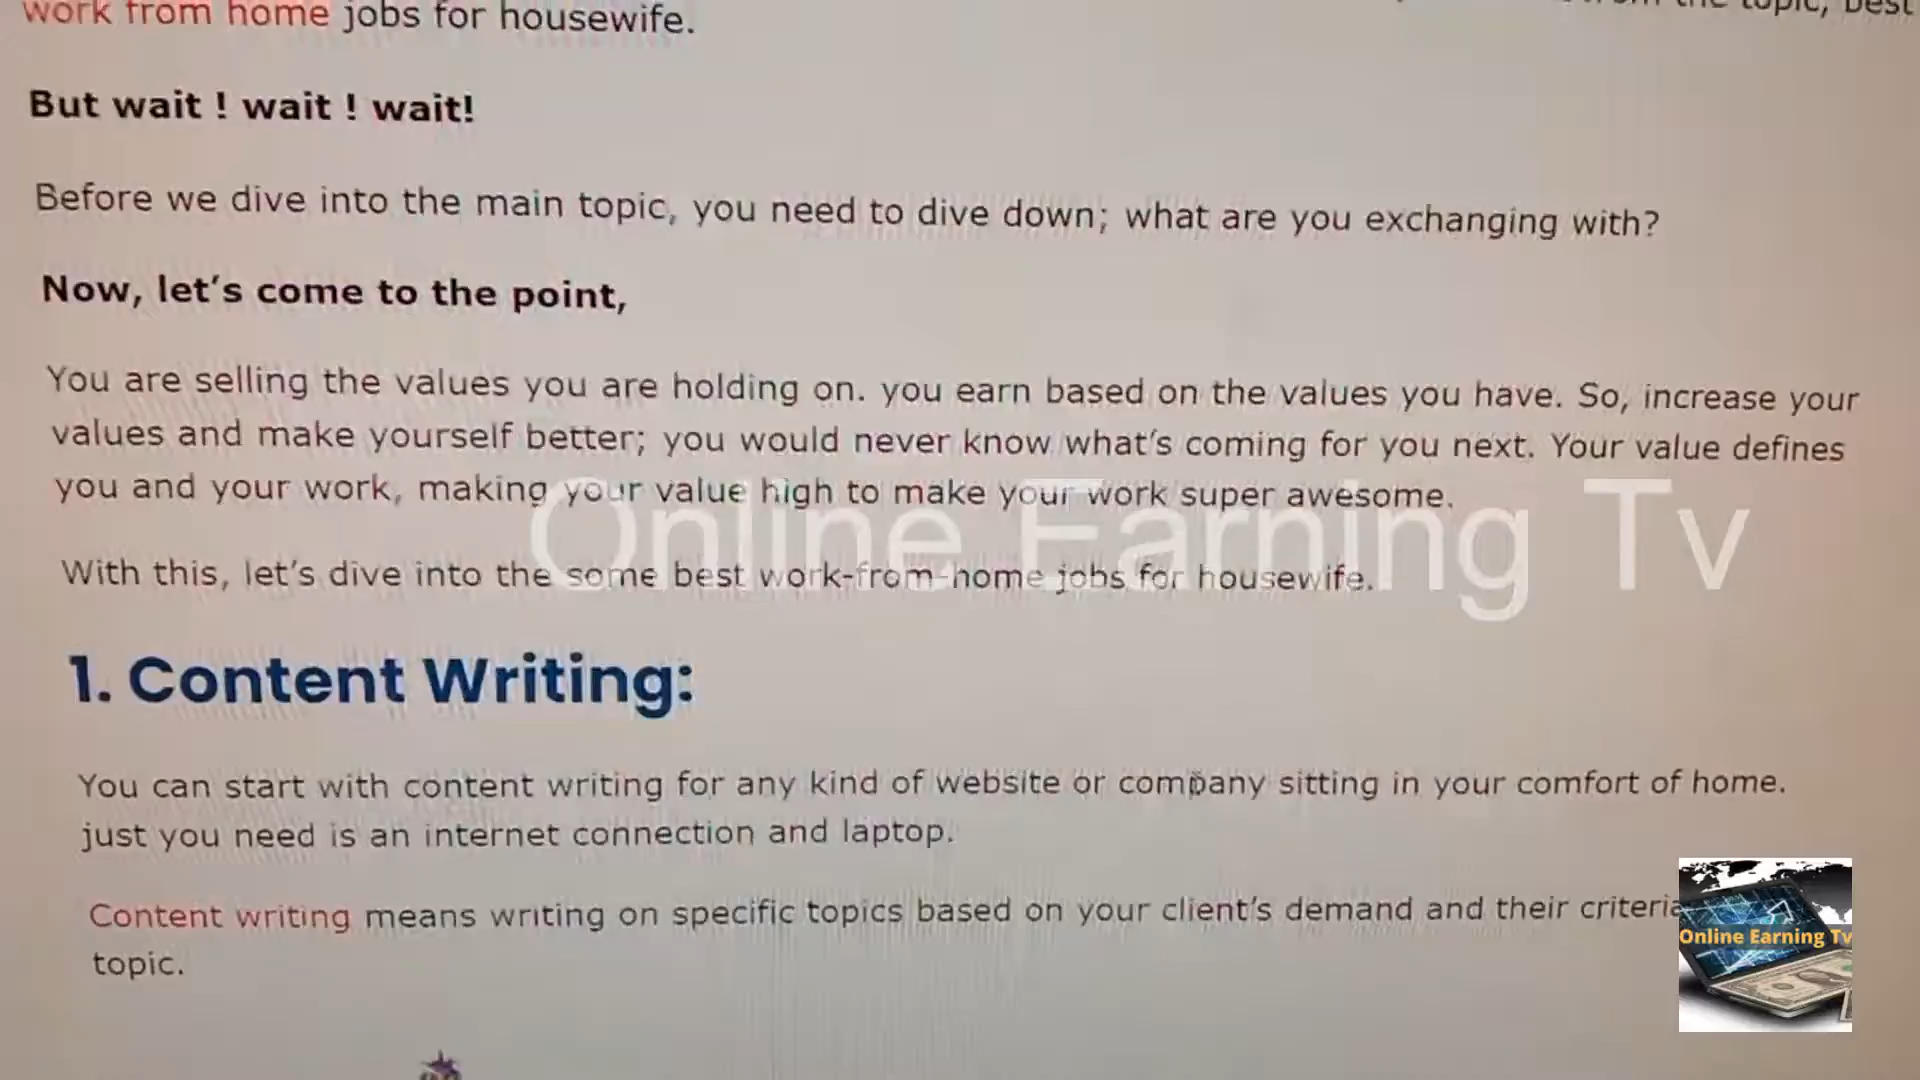 from the topic, best
work from home jobs for housewife.
But wait ! wait ! wait!
Before we dive into the main topic, you need to dive down; what are you exchanging with?
Now, let's come to the point,
You are selling the values you are holding on. you earn based on the values you have. So, increase your
values and make yourself better; you would never know what's coming for you next. Your value defines
you and your work, making your value high to make your work super awesome.
Online Earning Tv
With this, let's dive into the some best work-from-home jobs for housewife.
1. Content Writing:
You can start with content writing for any kind of website or company sitting in your comfort of home.
just you need is an internet connection and laptop.
Content writing means writing on specific topics based on your client's demand and their criteria
topic.
Online Earning Tv